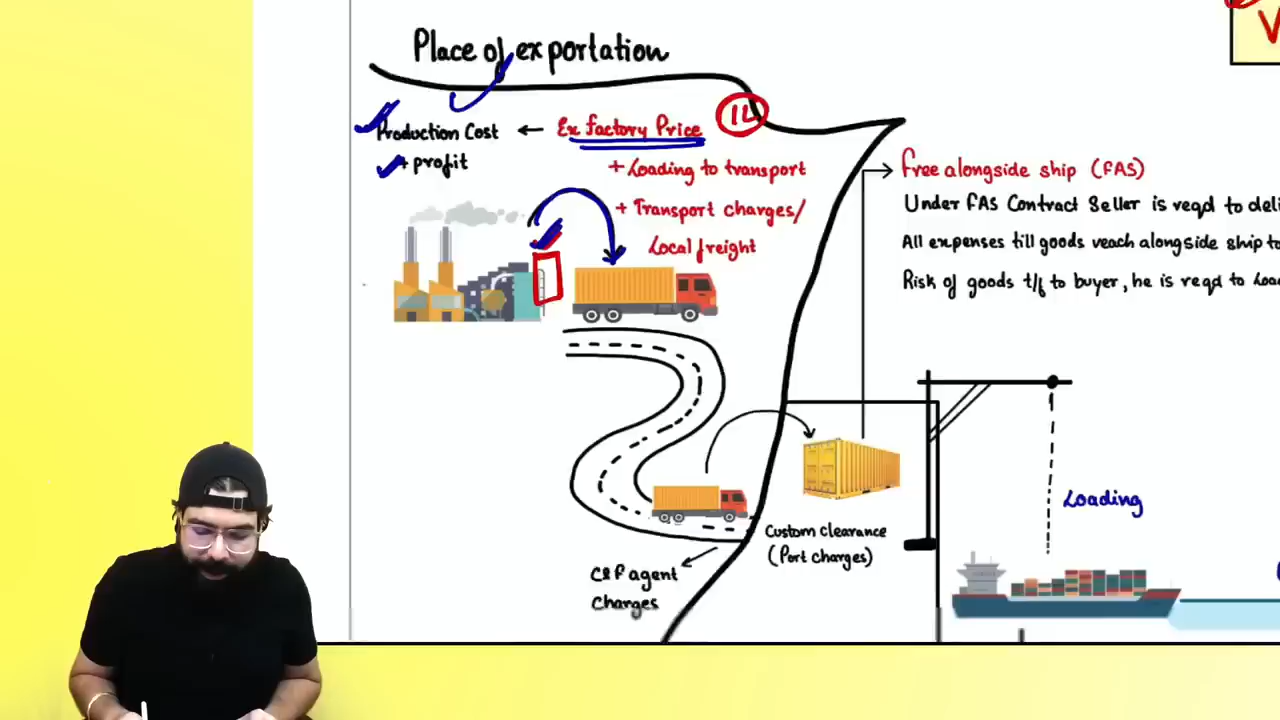 Place of exportation
1L
Production Cost ← Ex factory Price
+ profit
+ Loading to transport
+ Transport charges/
Local freight
Free alongside ship (FAS)
Under FAS Contract Seller is reqd to deli
All expenses till goods reach alongside ship to
Risk of goods t/f to buyer, he is reqd to Loa
Loading
Custom Clearance
(Port charges)
C&F agent
Charges
V